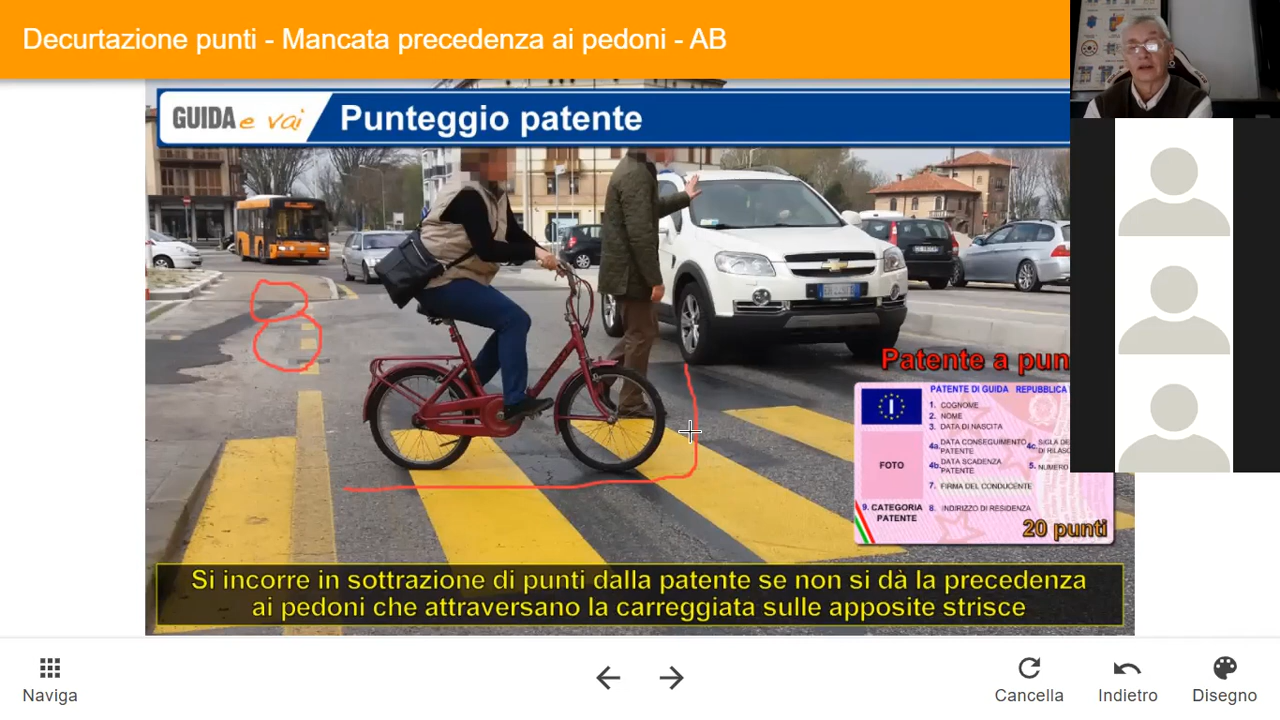 Decurtazione punti - Mancata precedenza ai pedoni - AB
GUIDA e vai
Punteggio patente
Patente a pun
PATENTE DI GUIDA REPUBBLICA
1. COGNOME
2. NOME
3. DATA DI NASCITA
4a DATA CONSEGUIMENTO PATENTE
4c. SIGLA DE
DI RILAS
4b DATA SCADENZA PATENTE
5. NUMERO
FOTO
7. FIRMA DEL CONDUCENTE
9. CATEGORIA PATENTE
8. INDIRIZZO DI RESIDENZA
20 punti
Si incorre in sottrazione di punti dalla patente se non si dà la precedenza
ai pedoni che attraversano la carreggiata sulle apposite strisce
Naviga
Cancella
Indietro
Disegno